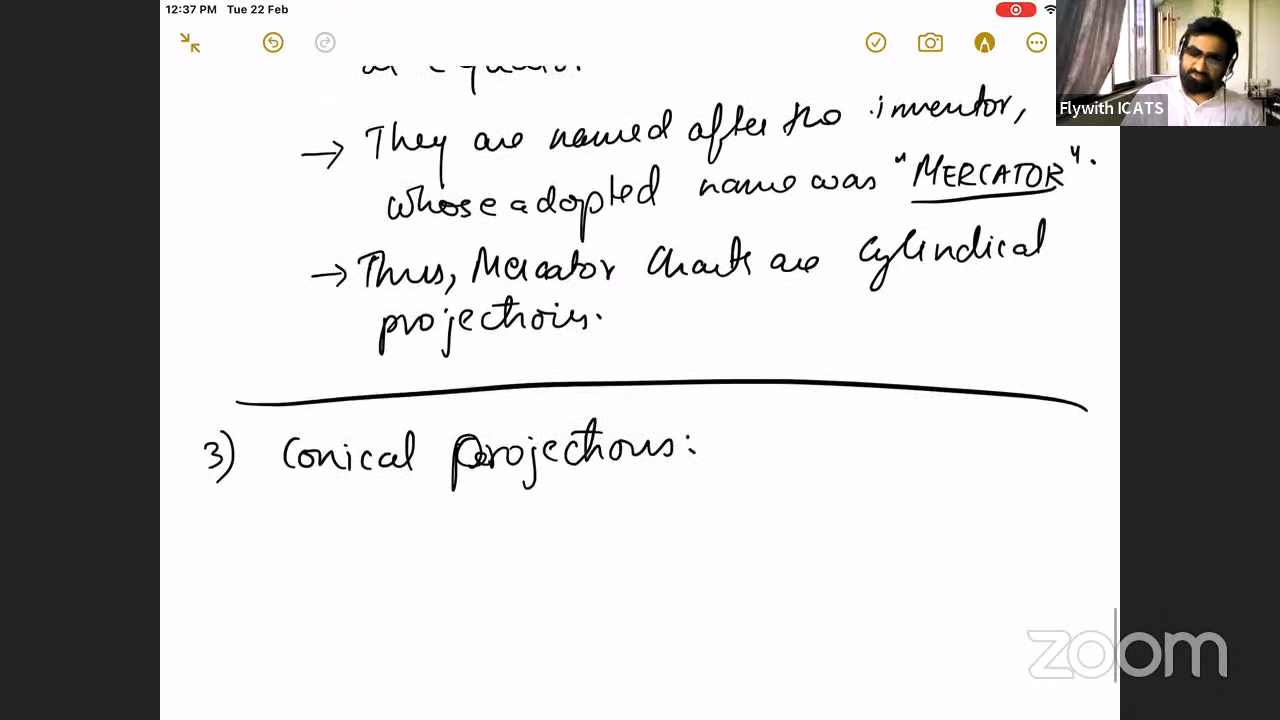 12:37 PM Tue 22 Feb
Flywith ICATS
→ They are named after the inventor,
whose adopted name was "MERCATOR".
→ Thus, Mercator Charts are Cylindical
projections.
3) Conical projections:
zoom